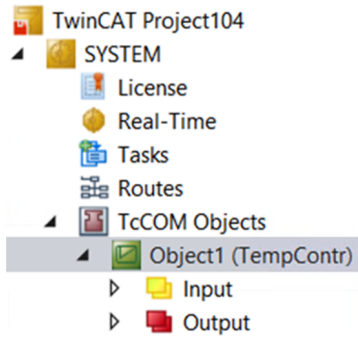 TwinCAT Project104
SYSTEM
License
Real-Time
Tasks
Routes
TcCOM Objects
Object1 (TempContr)
Input
Output